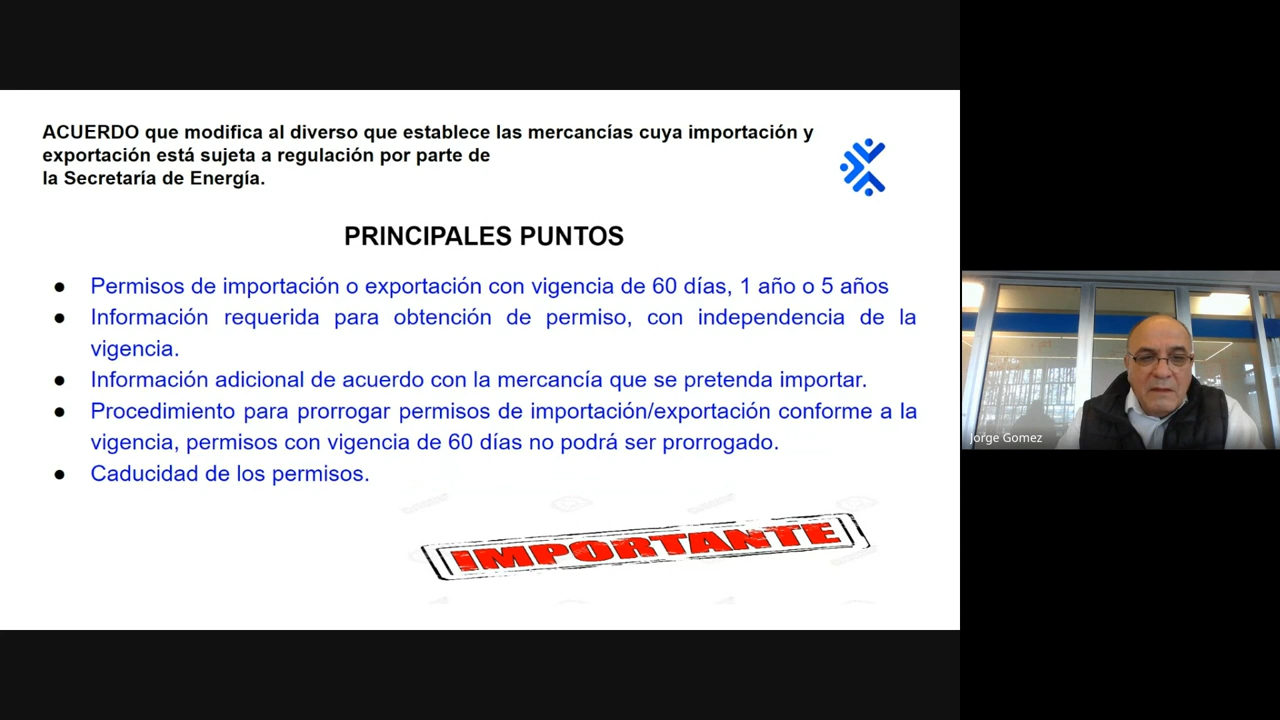 ACUERDO que modifica al diverso que establece las mercancías cuya importación y
exportación está sujeta a regulación por parte de
la Secretaría de Energía.
PRINCIPALES PUNTOS
● Permisos de importación o exportación con vigencia de 60 días, 1 año o 5 años
● Información requerida para obtención de permiso, con independencia de la
vigencia.
● Información adicional de acuerdo con la mercancía que se pretenda importar.
● Procedimiento para prorrogar permisos de importación/exportación conforme a la
vigencia, permisos con vigencia de 60 días no podrá ser prorrogado.
● Caducidad de los permisos.
IMPORTANTE
Jorge Gomez